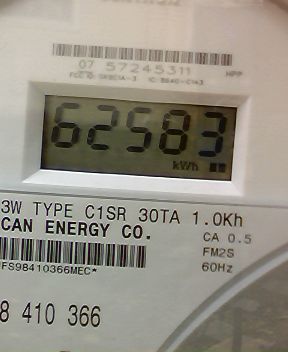 07 57245311 HPP
62583
kWh
3W TYPE C1SR 30TA 1.0Kh
CAN ENERGY CO.
CA 0.5
FM2S
60Hz
FS98410366MEC*
8 410 366